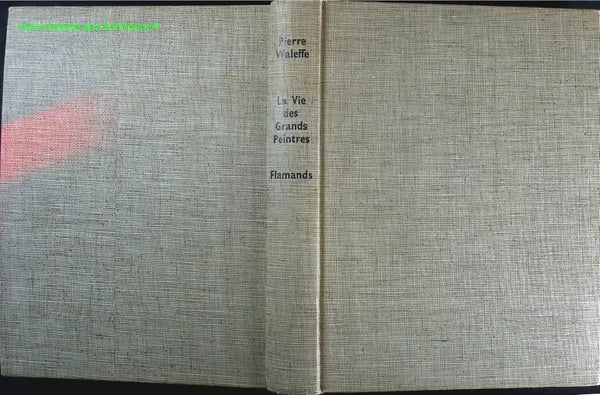 Pierre
Waleffe
La Vie
des
Grands
Peintres
Flamands